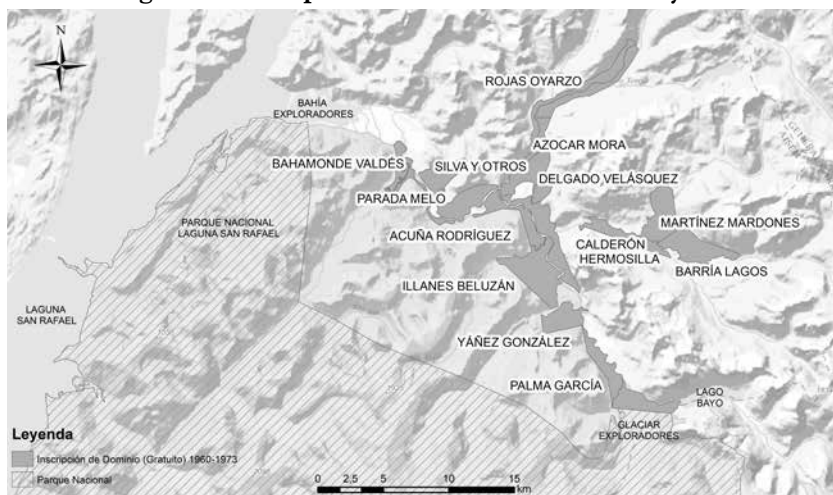 N
ROJAS OYARZO
BAHÍA
EXPLORADORES
AZOCAR MORA
BAHAMONDE VALDÉS
SILVA Y OTROS
DELGADO VELÁSQUEZ
PARADA MELO
PARQUE NACIONAL
LAGUNA SAN RAFAEL
MARTÍNEZ MARDONES
ACUÑA RODRÍGUEZ
CALDERÓN
HERMOSILLA
BARRÍA LAGOS
ILLANES BELUZÁN
LAGUNA
SAN RAFAEL
YÁÑEZ GONZÁLEZ
PALMA GARCÍA
LAGO
BAYO
GLACIAR
EXPLORADORES
Leyenda
Inscripción de Dominio (Gratuito) 1960-1973
Parque Nacional
0 2,5 5 10 15
km